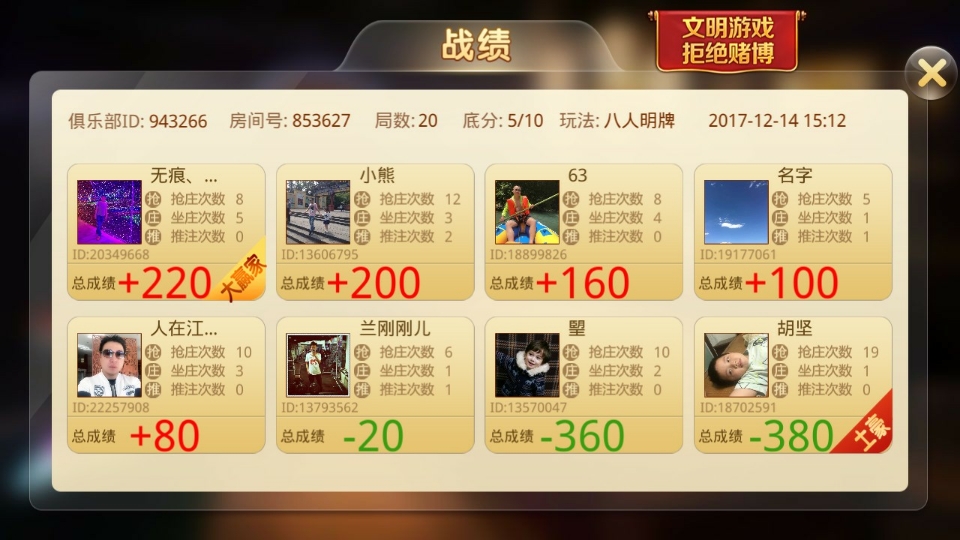 战绩
文明游戏
拒绝赌博
俱乐部ID: 943266 房间号: 853627 局数: 20 底分: 5/10 玩法: 八人明牌 2017-12-14 15:12
无痕、...
抢 抢庄次数 8
庄 坐庄次数 5
推 推注次数 0
ID:20349668
总成绩 +220
大赢家
小熊
抢 抢庄次数 12
庄 坐庄次数 3
推 推注次数 2
ID:13606795
总成绩 +200
63
抢 抢庄次数 8
庄 坐庄次数 4
推 推注次数 0
ID:18899826
总成绩 +160
名字
抢 抢庄次数 5
庄 坐庄次数 1
推 推注次数 1
ID:19177061
总成绩 +100
人在江...
抢 抢庄次数 10
庄 坐庄次数 3
推 推注次数 0
ID:22257908
总成绩 +80
兰刚刚儿
抢 抢庄次数 6
庄 坐庄次数 1
推 推注次数 1
ID:13793562
总成绩 -20
抢 抢庄次数 10
庄 坐庄次数 2
推 推注次数 0
ID:13570047
总成绩 -360
胡坚
抢 抢庄次数 19
庄 坐庄次数 1
推 推注次数 0
ID:18702591
总成绩 -380
土豪